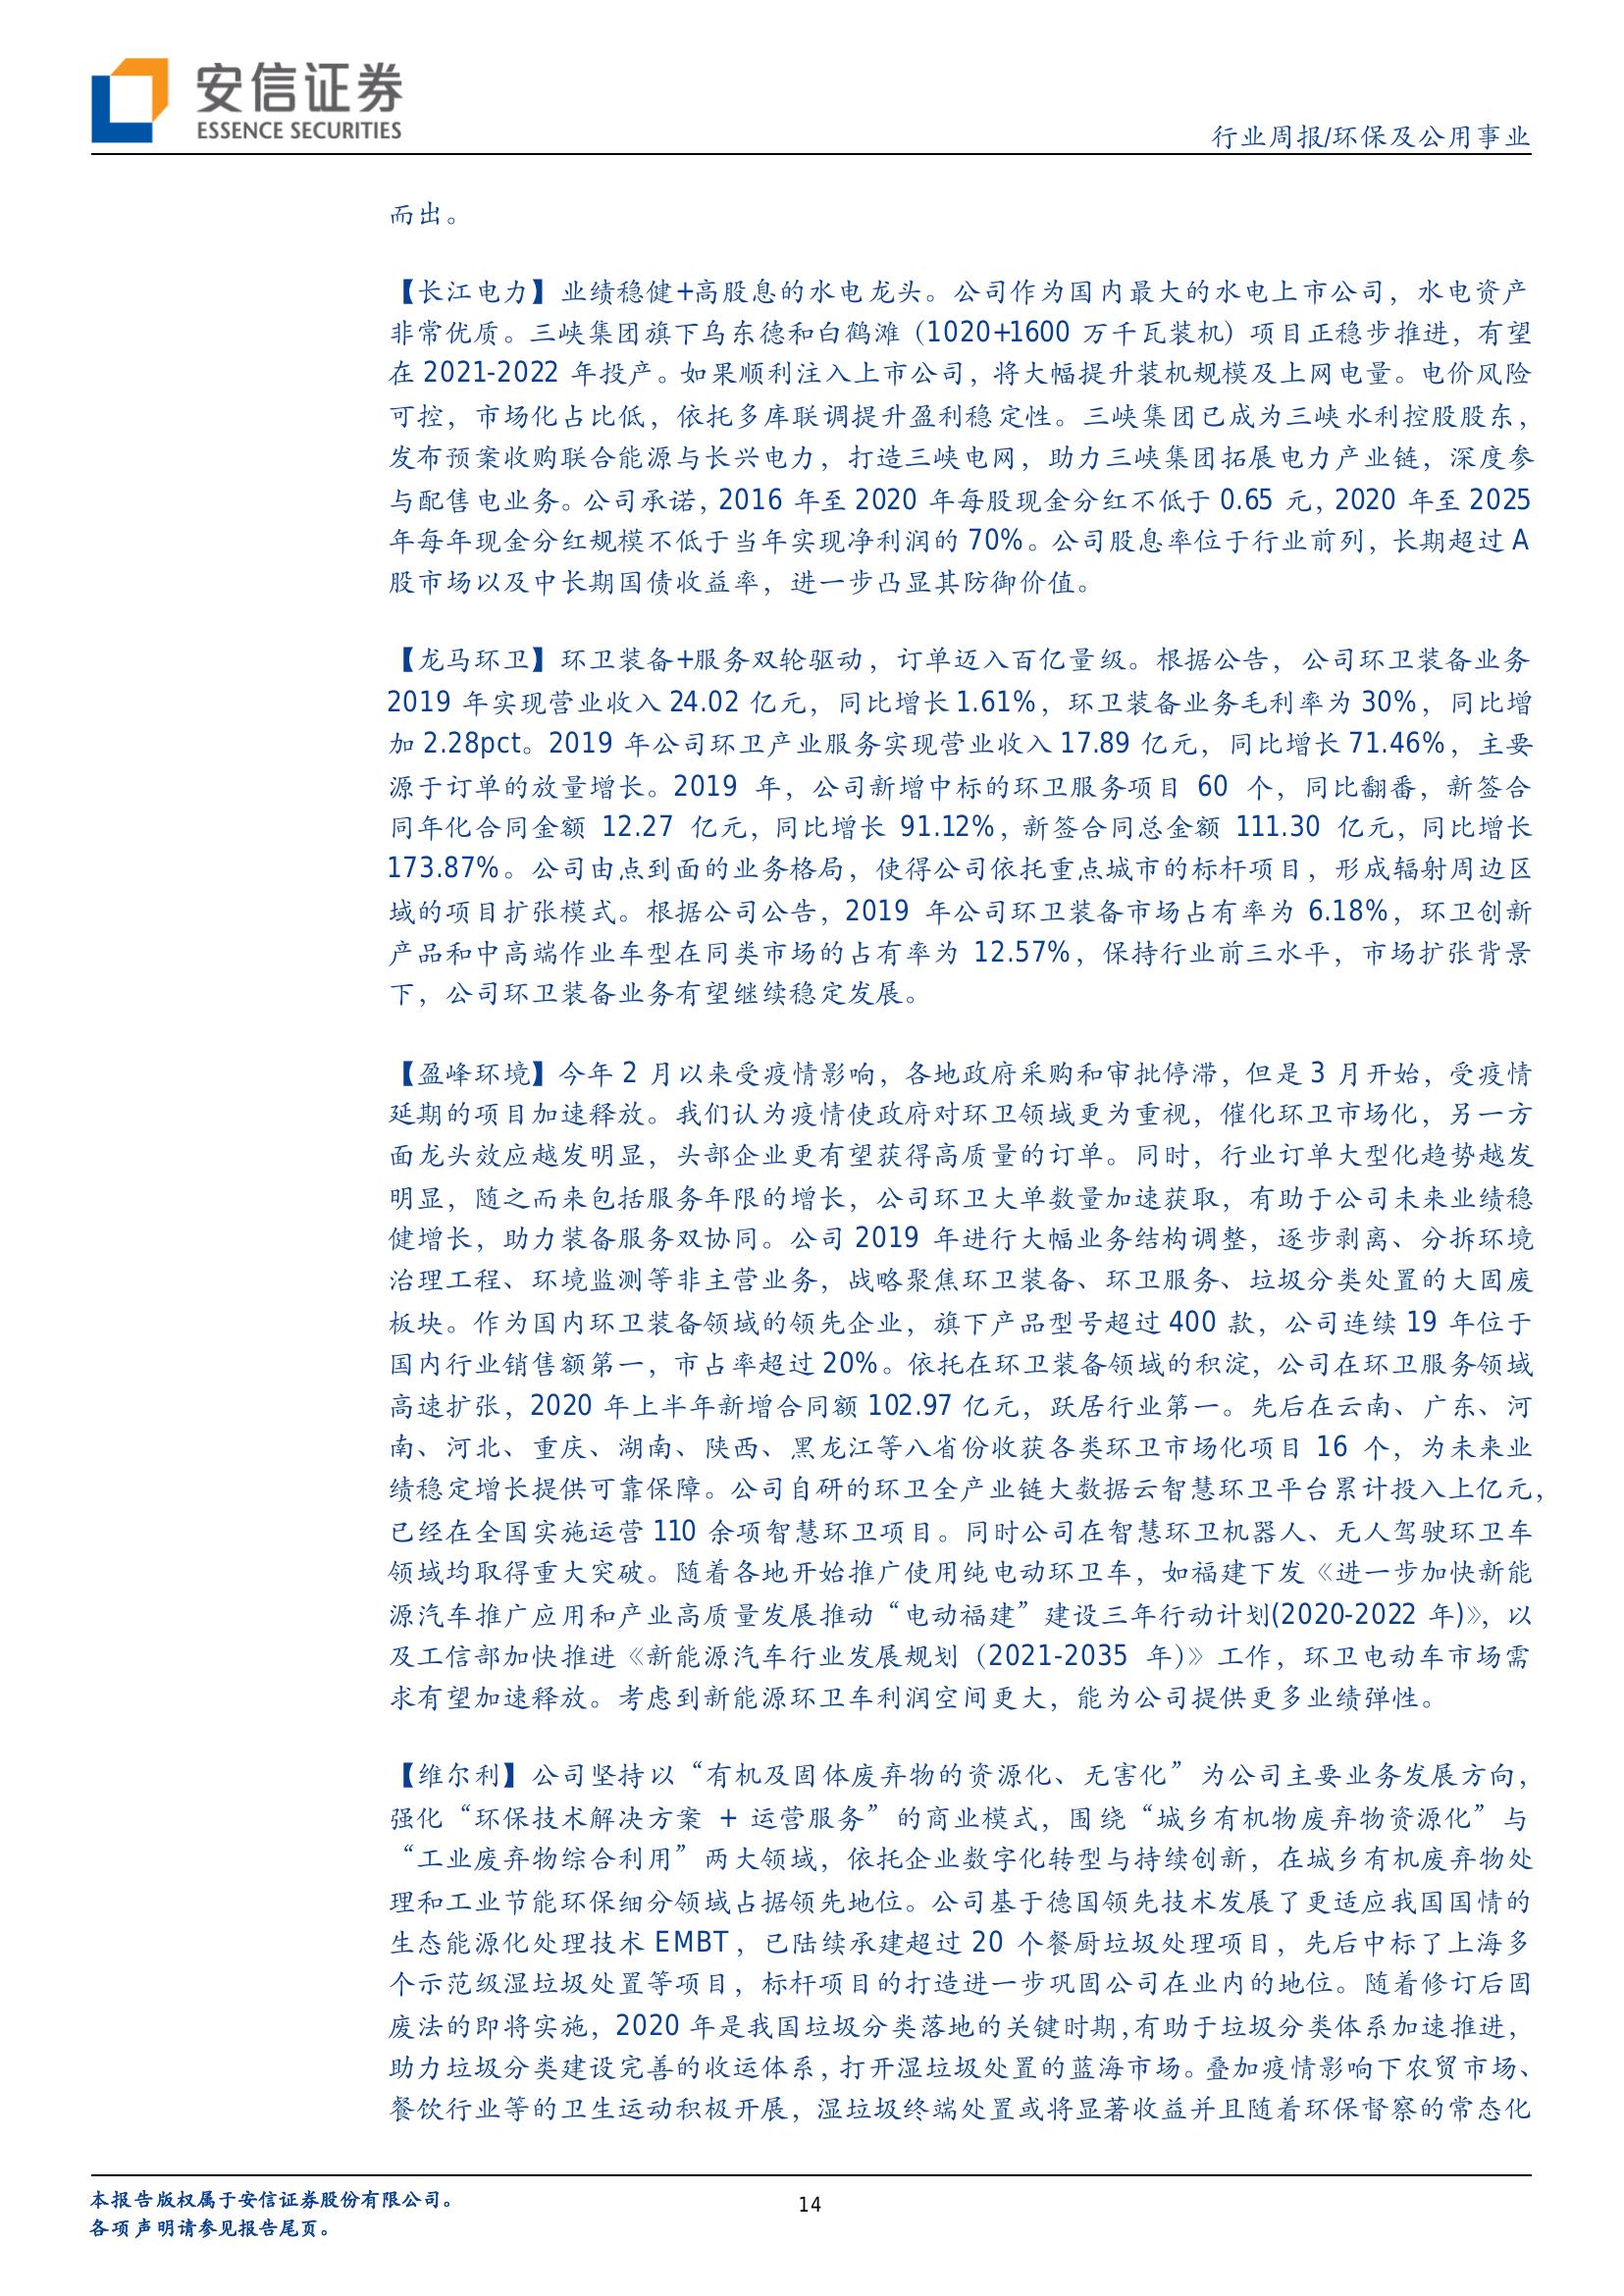 安信证券
ESSENCE SECURITIES
行业周报/环保及公用事业
而出。
【长江电力】业绩稳健+高股息的水电龙头。公司作为国内最大的水电上市公司，水电资产
非常优质。三峡集团旗下乌东德和白鹤滩（1020+1600 万千瓦装机）项目正稳步推进，有望
在 2021-2022 年投产。如果顺利注入上市公司，将大幅提升装机规模及上网电量。电价风险
可控，市场化占比低，依托多库联调提升盈利稳定性。三峡集团已成为三峡水利控股股东，
发布预案收购联合能源与长兴电力，打造三峡电网，助力三峡集团拓展电力产业链，深度参
与配售电业务。公司承诺，2016 年至 2020 年每股现金分红不低于 0.65 元，2020 年至 2025
年每年现金分红规模不低于当年实现净利润的 70%。公司股息率位于行业前列，长期超过 A
股市场以及中长期国债收益率，进一步凸显其防御价值。
【龙马环卫】环卫装备+服务双轮驱动，订单迈入百亿量级。根据公告，公司环卫装备业务
2019 年实现营业收入 24.02 亿元，同比增长 1.61%，环卫装备业务毛利率为 30%，同比增
加 2.28pct。2019 年公司环卫产业服务实现营业收入 17.89 亿元，同比增长 71.46%，主要
源于订单的放量增长。2019 年，公司新增中标的环卫服务项目 60 个，同比翻番，新签合
同年化合同金额 12.27 亿元，同比增长 91.12%，新签合同总金额 111.30 亿元，同比增长
173.87%。公司由点到面的业务格局，使得公司依托重点城市的标杆项目，形成辐射周边区
域的项目扩张模式。根据公司公告，2019 年公司环卫装备市场占有率为 6.18%，环卫创新
产品和中高端作业车型在同类市场的占有率为 12.57%，保持行业前三水平，市场扩张背景
下，公司环卫装备业务有望继续稳定发展。
【盈峰环境】今年 2 月以来受疫情影响，各地政府采购和审批停滞，但是 3 月开始，受疫情
延期的项目加速释放。我们认为疫情使政府对环卫领域更为重视，催化环卫市场化，另一方
面龙头效应越发明显，头部企业更有望获得高质量的订单。同时，行业订单大型化趋势越发
明显，随之而来包括服务年限的增长，公司环卫大单数量加速获取，有助于公司未来业绩稳
健增长，助力装备服务双协同。公司 2019 年进行大幅业务结构调整，逐步剥离、分拆环境
治理工程、环境监测等非主营业务，战略聚焦环卫装备、环卫服务、垃圾分类处置的大固废
板块。作为国内环卫装备领域的领先企业，旗下产品型号超过 400 款，公司连续 19 年位于
国内行业销售额第一，市占率超过 20%。依托在环卫装备领域的积淀，公司在环卫服务领域
高速扩张，2020 年上半年新增合同额 102.97 亿元，跃居行业第一。先后在云南、广东、河
南、河北、重庆、湖南、陕西、黑龙江等八省份收获各类环卫市场化项目 16 个，为未来业
绩稳定增长提供可靠保障。公司自研的环卫全产业链大数据云智慧环卫平台累计投入上亿元，
已经在全国实施运营 110 余项智慧环卫项目。同时公司在智慧环卫机器人、无人驾驶环卫车
领域均取得重大突破。随着各地开始推广使用纯电动环卫车，如福建下发《进一步加快新能
源汽车推广应用和产业高质量发展推动“电动福建”建设三年行动计划(2020-2022 年)》，以
及工信部加快推进《新能源汽车行业发展规划（2021-2035 年)》工作，环卫电动车市场需
求有望加速释放。考虑到新能源环卫车利润空间更大，能为公司提供更多业绩弹性。
【维尔利】公司坚持以“有机及固体废弃物的资源化、无害化”为公司主要业务发展方向，
强化“环保技术解决方案 + 运营服务”的商业模式，围绕“城乡有机物废弃物资源化”与
“工业废弃物综合利用”两大领域，依托企业数字化转型与持续创新，在城乡有机废弃物处
理和工业节能环保细分领域占据领先地位。公司基于德国领先技术发展了更适应我国国情的
生态能源化处理技术 EMBT，已陆续承建超过 20 个餐厨垃圾处理项目，先后中标了上海多
个示范级湿垃圾处置等项目，标杆项目的打造进一步巩固公司在业内的地位。随着修订后固
废法的即将实施，2020 年是我国垃圾分类落地的关键时期,有助于垃圾分类体系加速推进，
助力垃圾分类建设完善的收运体系，打开湿垃圾处置的蓝海市场。叠加疫情影响下农贸市场、
餐饮行业等的卫生运动积极开展，湿垃圾终端处置或将显著收益并且随着环保督察的常态化
本报告版权属于安信证券股份有限公司。
14
各项声明请参见报告尾页。